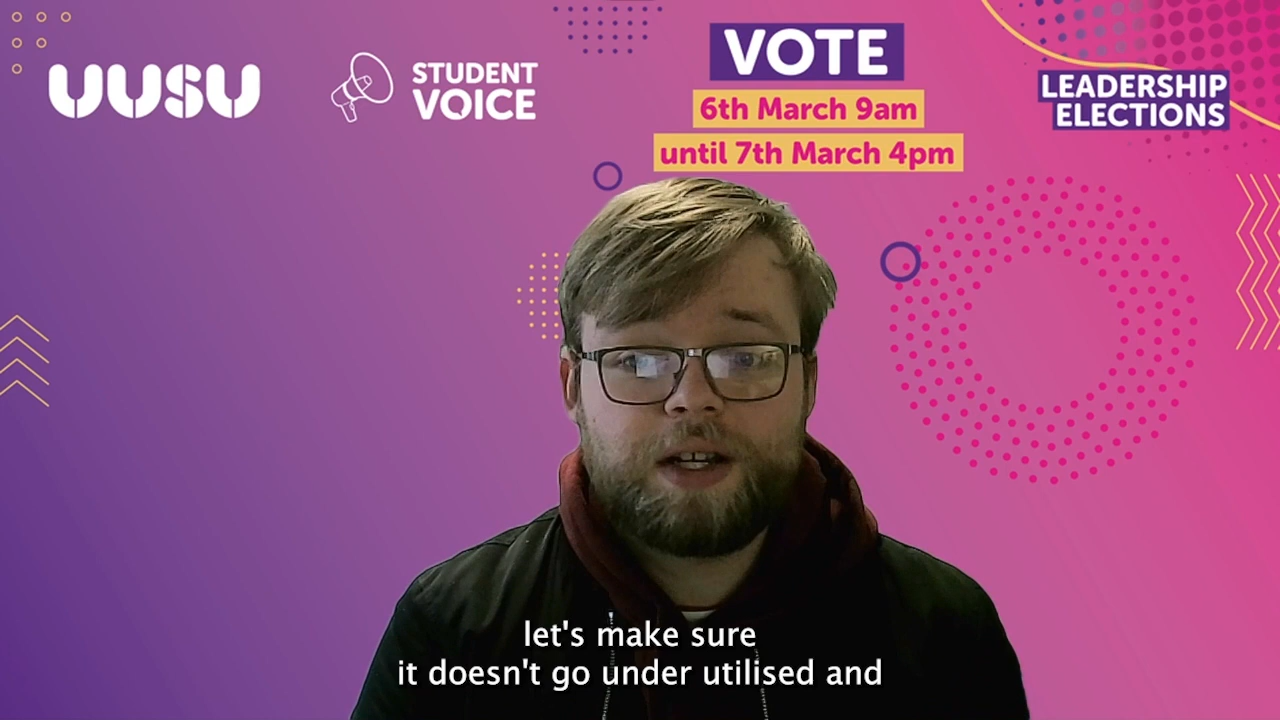 UUSU
STUDENT
VOICE
VOTE
6th March 9am
until 7th March 4pm
LEADERSHIP
ELECTIONS
let's make sure
it doesn't go under utilised and